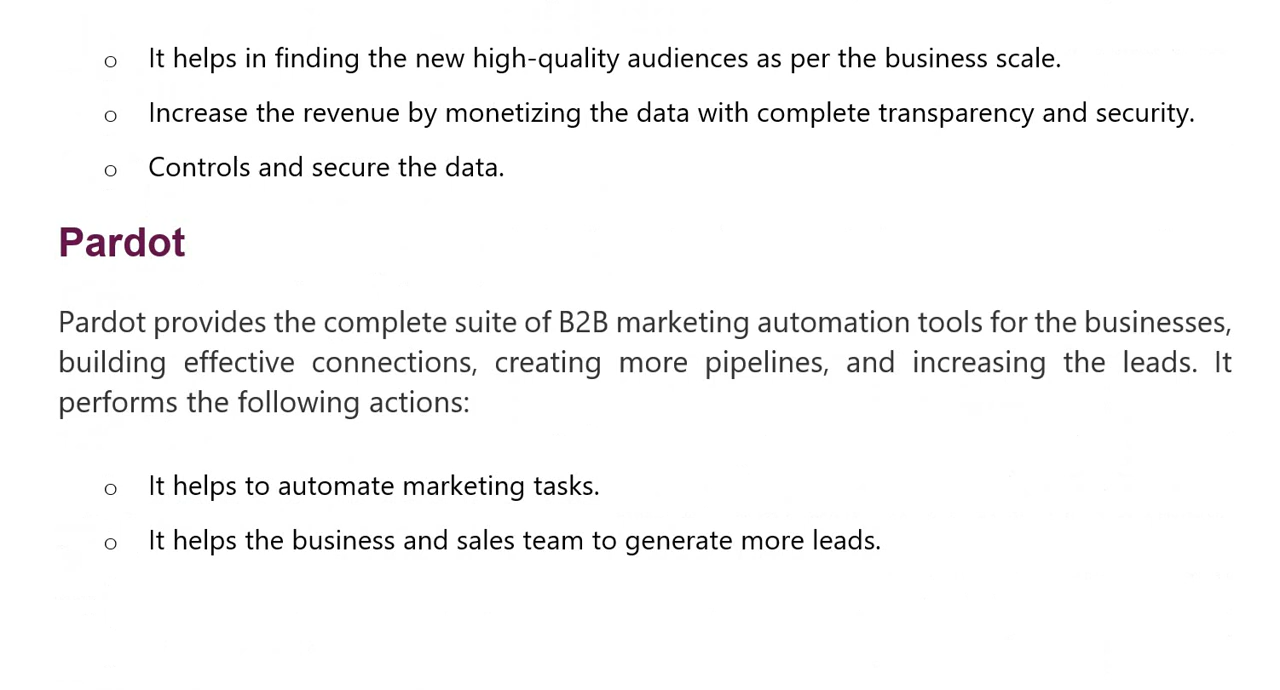 o It helps in finding the new high-quality audiences as per the business scale.
o Increase the revenue by monetizing the data with complete transparency and security.
o Controls and secure the data.
Pardot
Pardot provides the complete suite of B2B marketing automation tools for the businesses,
building effective connections, creating more pipelines, and increasing the leads. It
performs the following actions:
o It helps to automate marketing tasks.
o It helps the business and sales team to generate more leads.